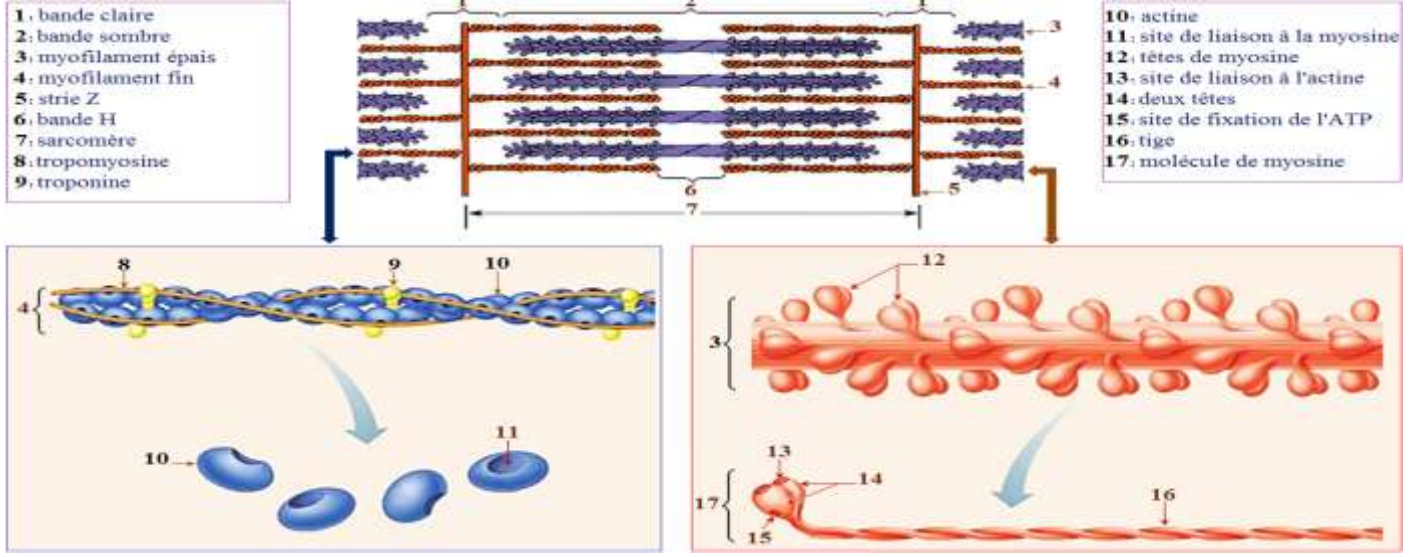 1: bande claire
2: bande sombre
3: myofilament épais
4: myofilament fin
5: strie Z
6: bande H
7: sarcomère
8: tropomyosine
9: troponine
1 2 1
3
4
6 5
7
10: actine
11: site de liaison à la myosine
12: têtes de myosine
13: site de liaison à l'actine
14: deux têtes
15: site de fixation de l'ATP
16: tige
17: molécule de myosine
8 9 10
4
10 11
12
3
13
14
17 16
15